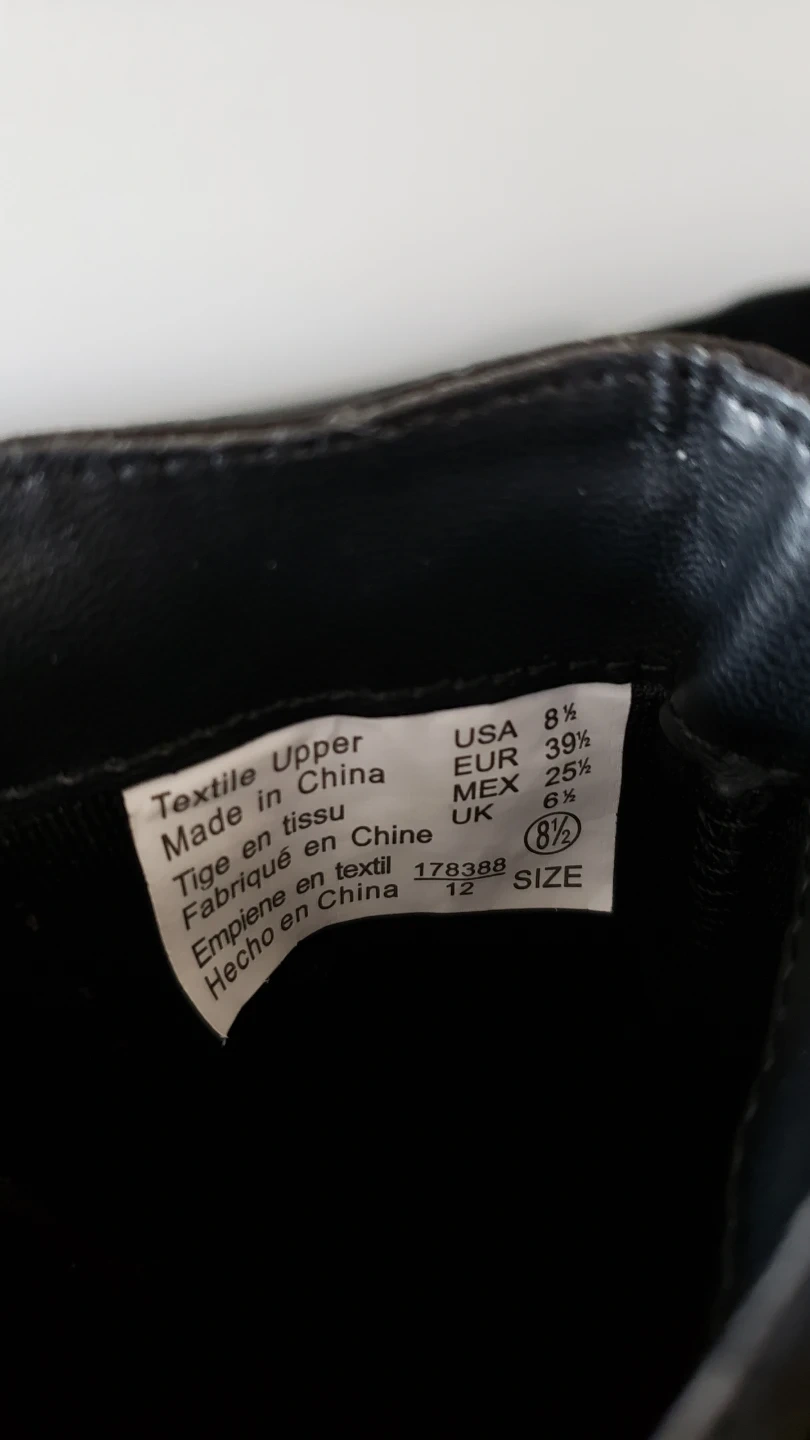 Textile Upper
Made in China
Tige en tissu
Fabriqué en Chine
Empiene en textil
Hecho en China
USA 8½
EUR 39½
MEX 25½
UK 6½
8½
178388
12
SIZE